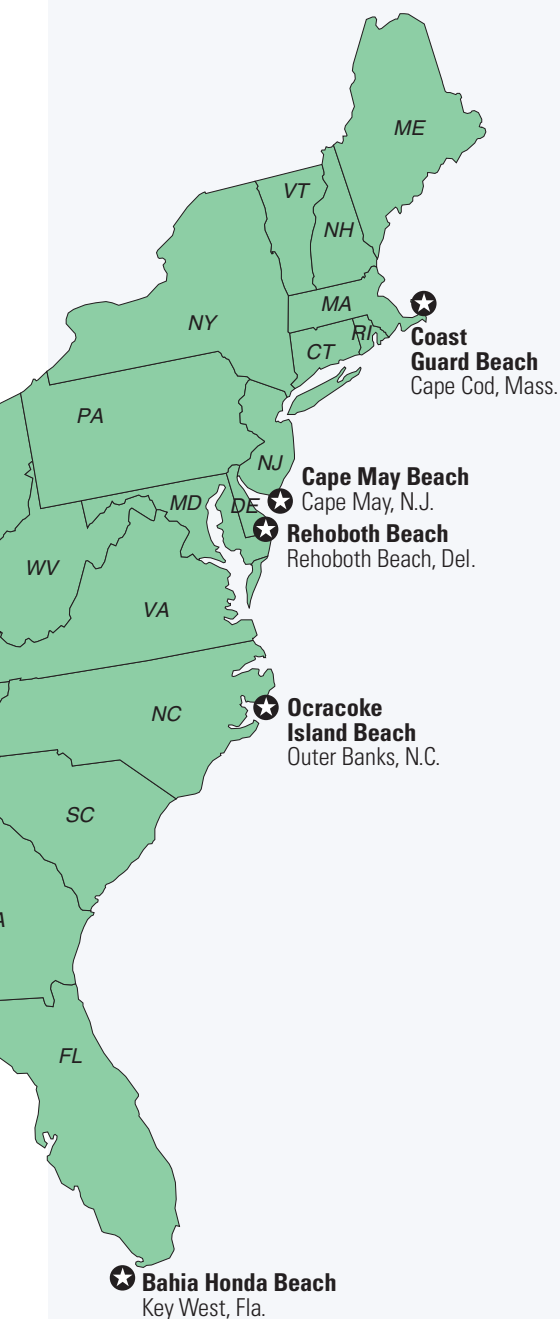 ME
VT
NH
NY
MA
RI
CT
Coast
Guard Beach
Cape Cod, Mass.
PA
NJ
Cape May Beach
Cape May, N.J.
MD
DE
Rehoboth Beach
Rehoboth Beach, Del.
WV
VA
NC
Ocracoke
Island Beach
Outer Banks, N.C.
SC
A
FL
Bahia Honda Beach
Key West, Fla.